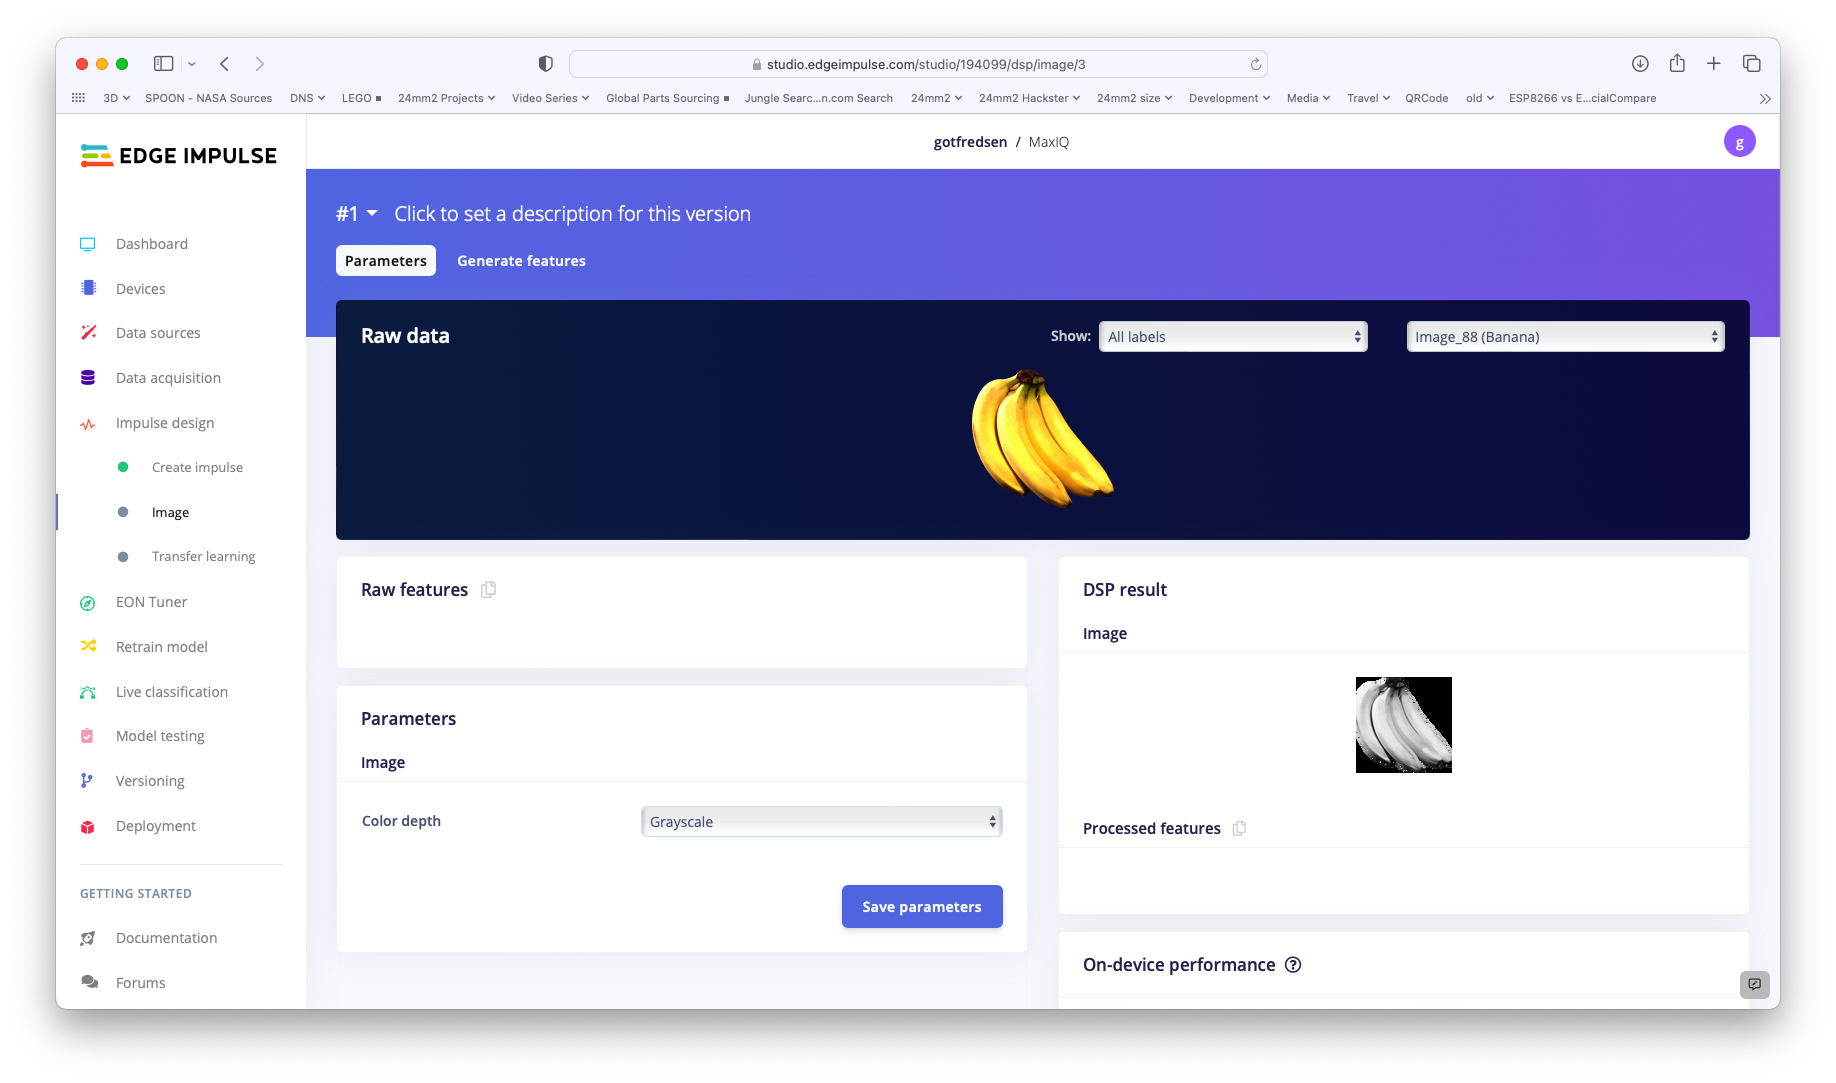 studio.edgeimpulse.com/studio/194099/dsp/image/3
3D SPOON - NASA Sources DNS LEGO 24mm2 Projects Video Series Global Parts Sourcing Jungle Searc...n.com Search 24mm2 24mm2 Hackster 24mm2 size Development Media Travel QRCode old ESP8266 vs E...cialCompare
EDGE IMPULSE
gotfredsen / MaxIQ
g
Dashboard
Devices
Data sources
Data acquisition
Impulse design
Create impulse
Image
Transfer learning
EON Tuner
Retrain model
Live classification
Model testing
Versioning
Deployment
GETTING STARTED
Documentation
Forums
#1 Click to set a description for this version
Parameters Generate features
Raw data
Show: All labels Image_88 (Banana)
Raw features
Parameters
Image
Color depth Grayscale
Save parameters
DSP result
Image
Processed features
On-device performance